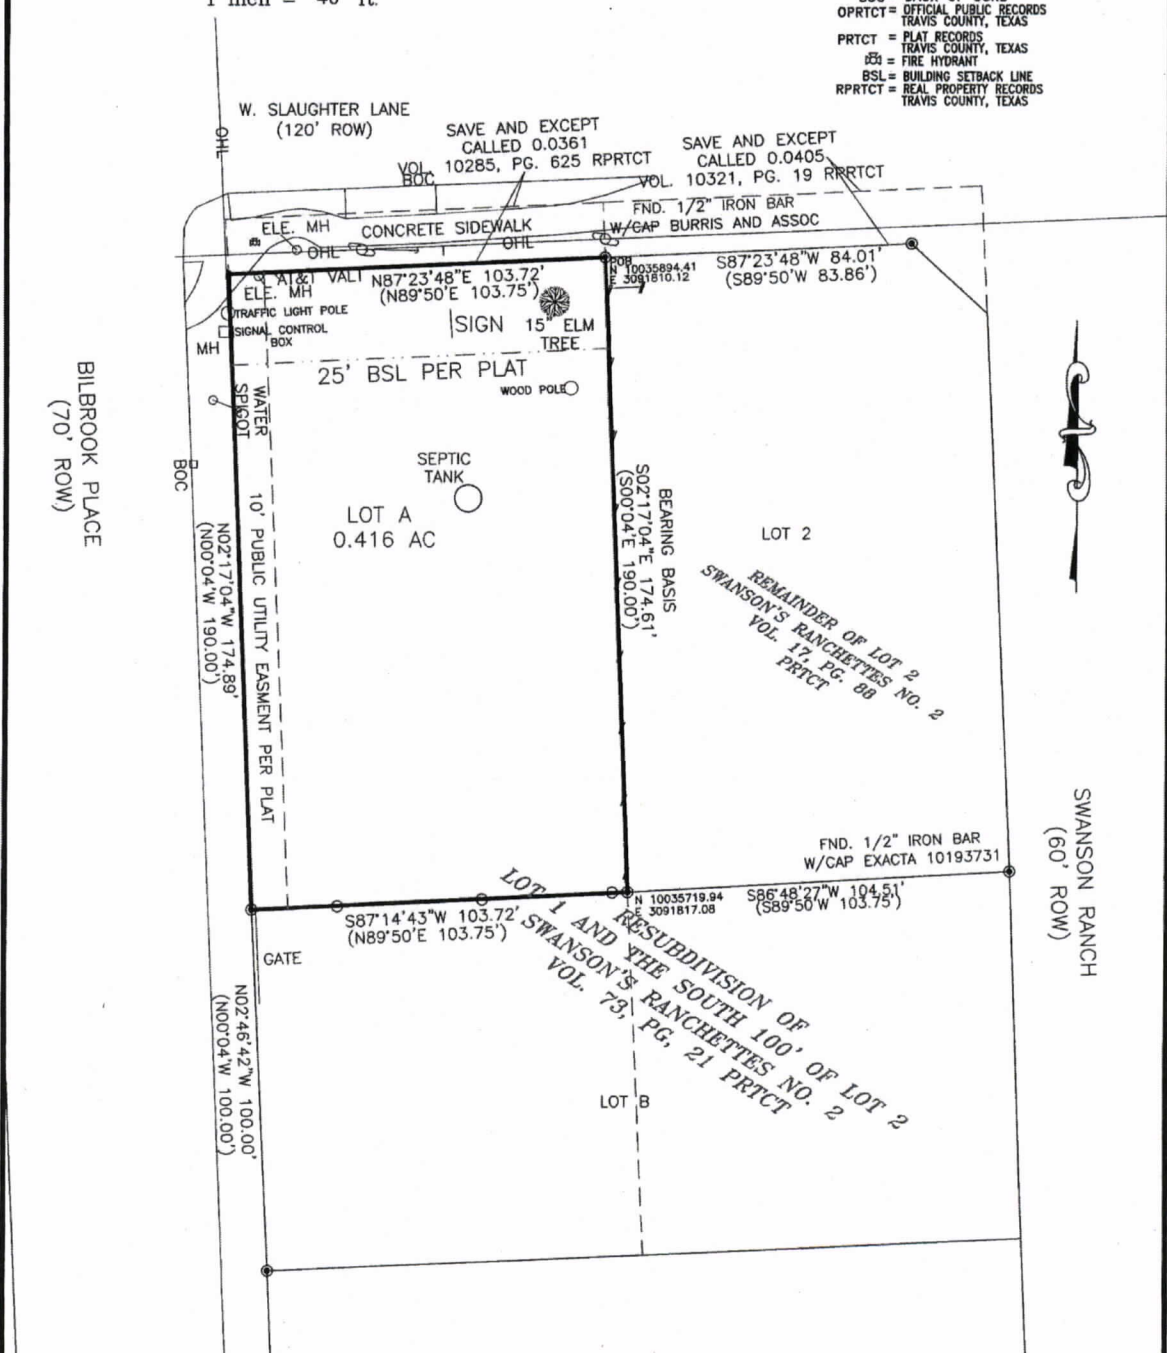 1 inch = 40 ft.
OPRTCT = OFFICIAL PUBLIC RECORDS
TRAVIS COUNTY, TEXAS
PRTCT = PLAT RECORDS
TRAVIS COUNTY, TEXAS
= FIRE HYDRANT
BSL = BUILDING SETBACK LINE
RPRTCT = REAL PROPERTY RECORDS
TRAVIS COUNTY, TEXAS
W. SLAUGHTER LANE
(120' ROW)
OHL
SAVE AND EXCEPT
CALLED 0.0361
VOL. 10285, PG. 625 RPRTCT
BOC
SAVE AND EXCEPT
CALLED 0.0405
VOL. 10321, PG. 19 RPRTCT
FND. 1/2" IRON BAR
W/CAP BURRIS AND ASSOC
ELE. MH
CONCRETE SIDEWALK
OHL
OHL
AT&T VALT
ELE. MH
N87°23'48"E 103.72'
(N89°50'E 103.75')
POB
N 10035894.41
E 3091810.12
S87°23'48"W 84.01'
(S89°50'W 83.86')
TRAFFIC LIGHT POLE
SIGNAL CONTROL
BOX
MH
SIGN
15" ELM
TREE
25' BSL PER PLAT
WOOD POLE
WATER
SPIGOT
BILBROOK PLACE
(70' ROW)
BOC
SEPTIC
TANK
LOT A
0.416 AC
10' PUBLIC UTILITY EASMENT PER PLAT
N02°17'04"W 174.89'
(N00°04'W 190.00')
BEARING BASIS
S02°17'04"E 174.61'
(S00°04'E 190.00')
LOT 2
REMAINDER OF LOT 2
SWANSON'S RANCHETTES NO. 2
VOL. 17, PG. 88
PRTCT
SWANSON RANCH
(60' ROW)
FND. 1/2" IRON BAR
W/CAP EXACTA 10193731
S87°14'43"W 103.72'
(N89°50'E 103.75')
N 10035719.94
E 3091817.08
S86°48'27"W 104.51'
(S89°50'W 103.75')
GATE
RESUBDIVISION OF
LOT 1 AND THE SOUTH 100' OF LOT 2
SWANSON'S RANCHETTES NO. 2
VOL. 73, PG, 21 PRTCT
N02°46'42"W 100.00'
(N00°04'W 100.00')
LOT B